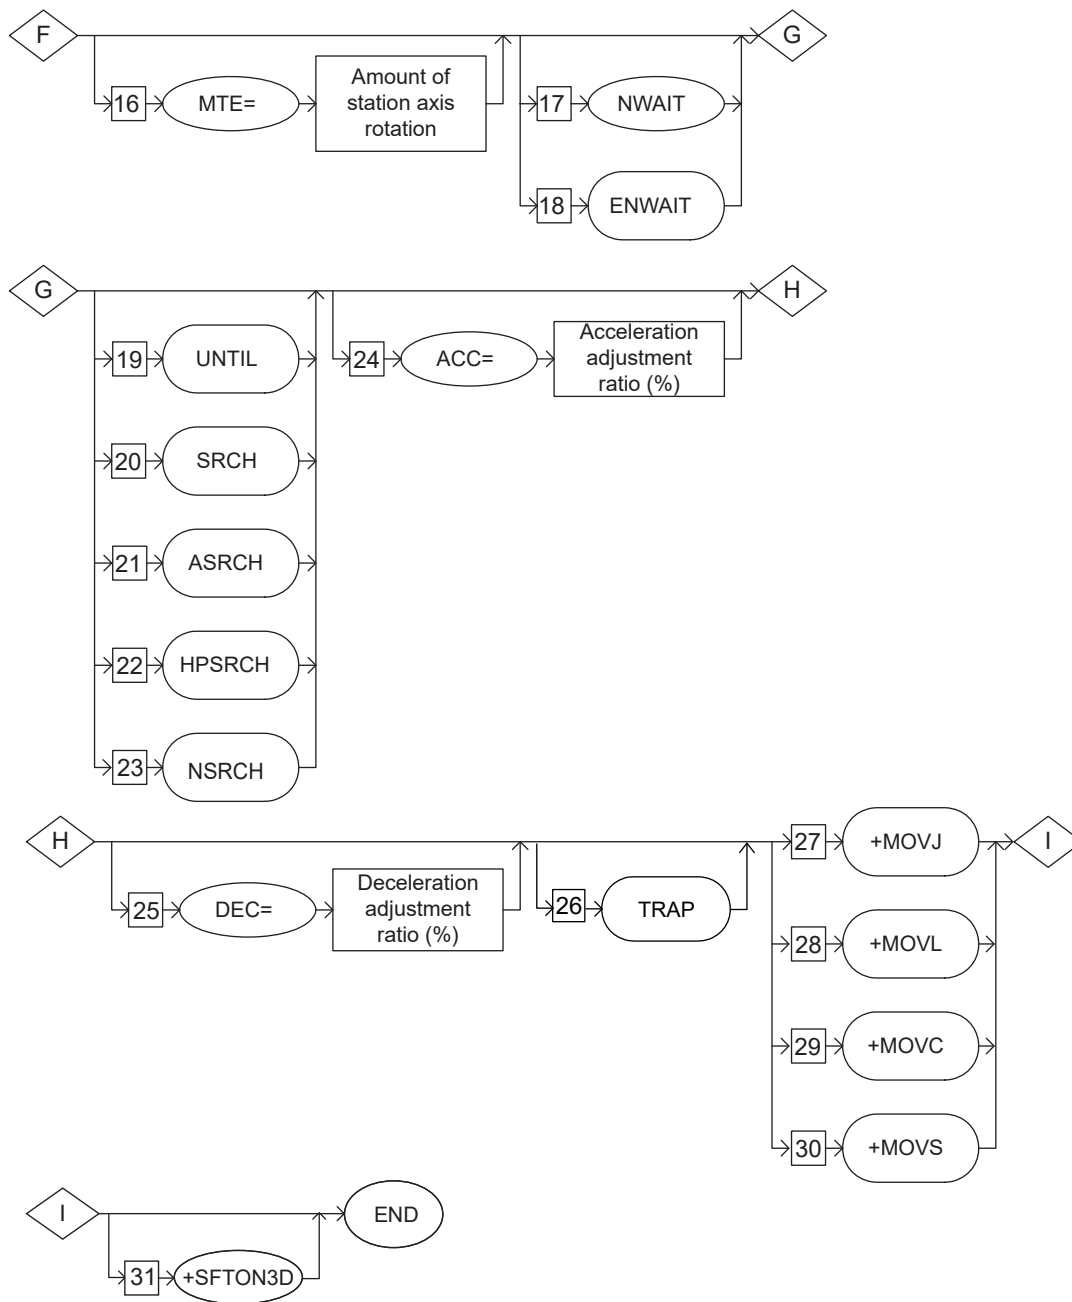 F
G
16
MTE=
Amount of
station axis
rotation
17
NWAIT
18
ENWAIT
G
H
19
UNTIL
24
ACC=
Acceleration
adjustment
ratio (%)
20
SRCH
21
ASRCH
22
HPSRCH
23
NSRCH
H
27
+MOVJ
I
25
DEC=
Deceleration
adjustment
ratio (%)
26
TRAP
28
+MOVL
29
+MOVC
30
+MOVS
I
END
31
+SFTON3D